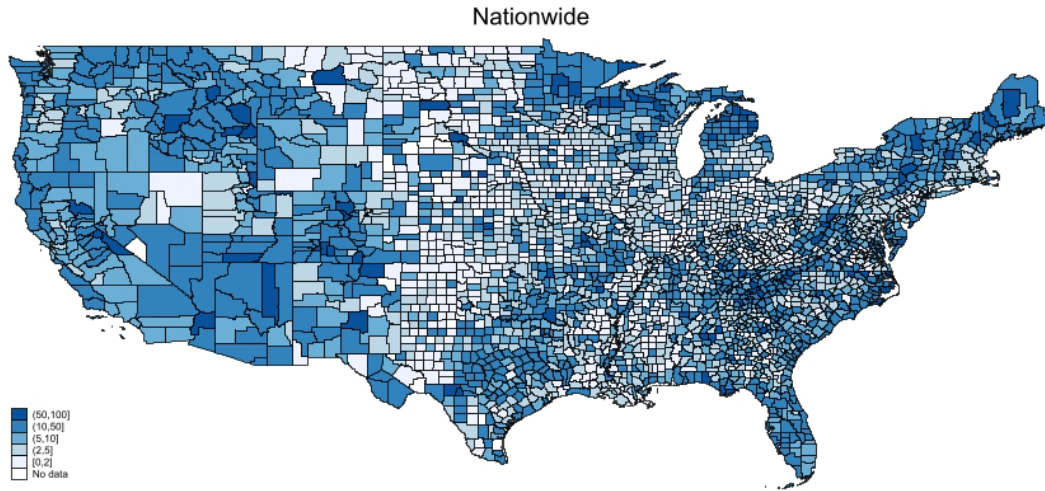 Nationwide
(50,100]
(10,50]
(5,10]
(2,5]
[0,2]
No data